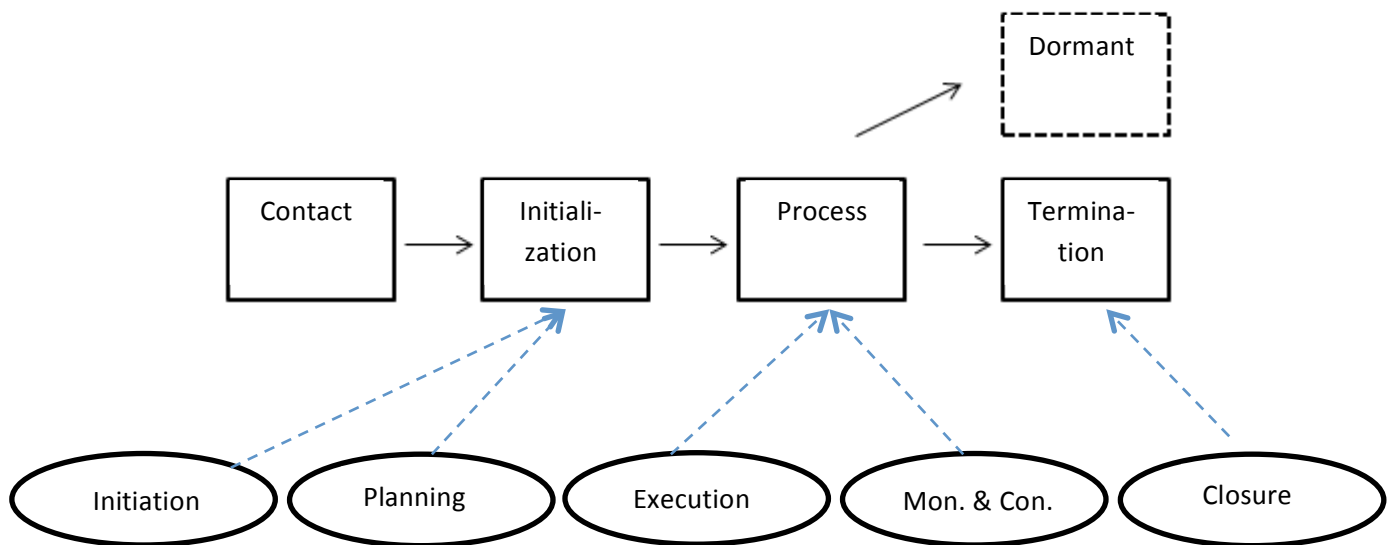 Dormant
Contact
Initiali-
zation
Process
Termina-
tion
Initiation
Planning
Execution
Mon. & Con.
Closure